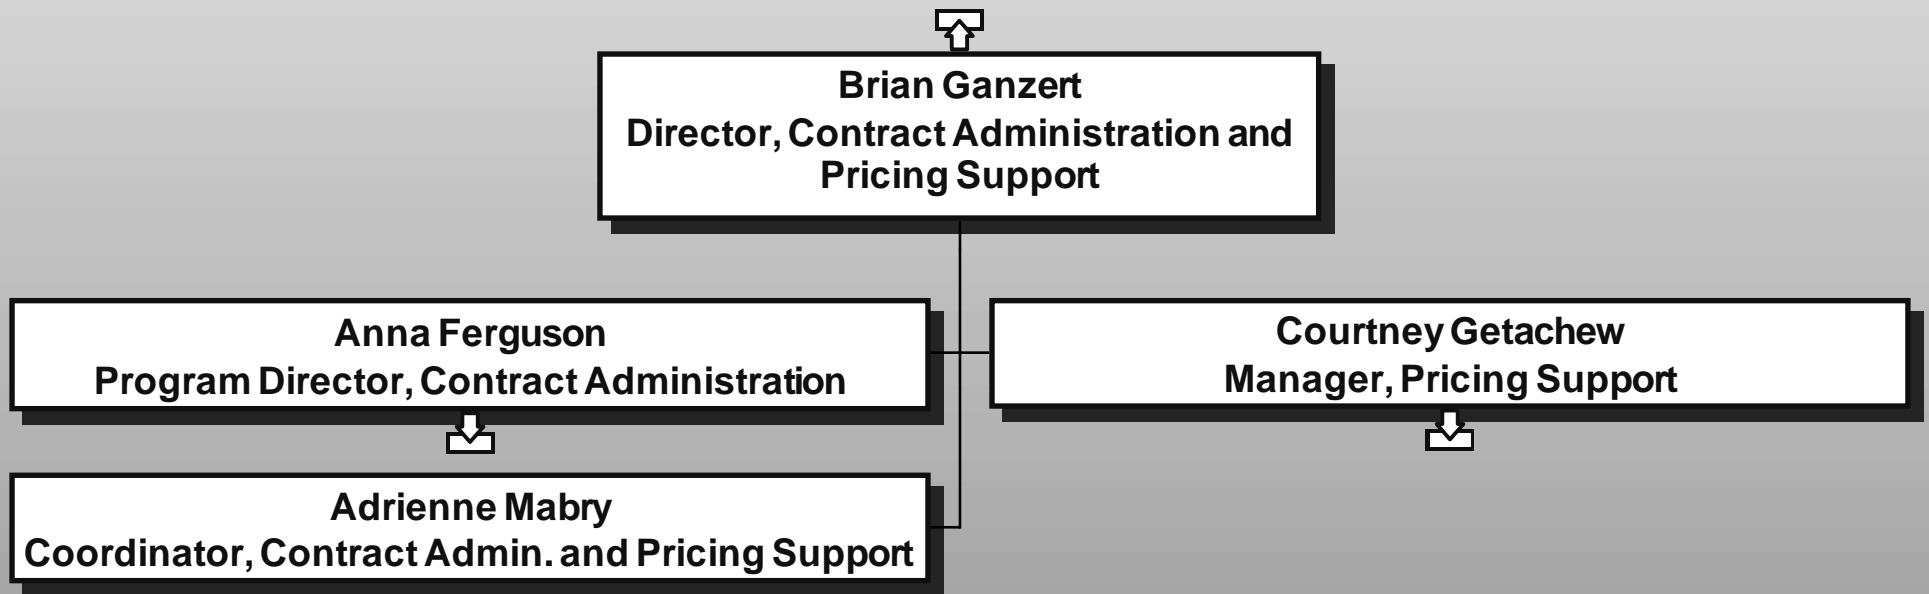 Brian Ganzert
Director, Contract Administration and
Pricing Support
Anna Ferguson
Program Director, Contract Administration
Courtney Getachew
Manager, Pricing Support
Adrienne Mabry
Coordinator, Contract Admin. and Pricing Support